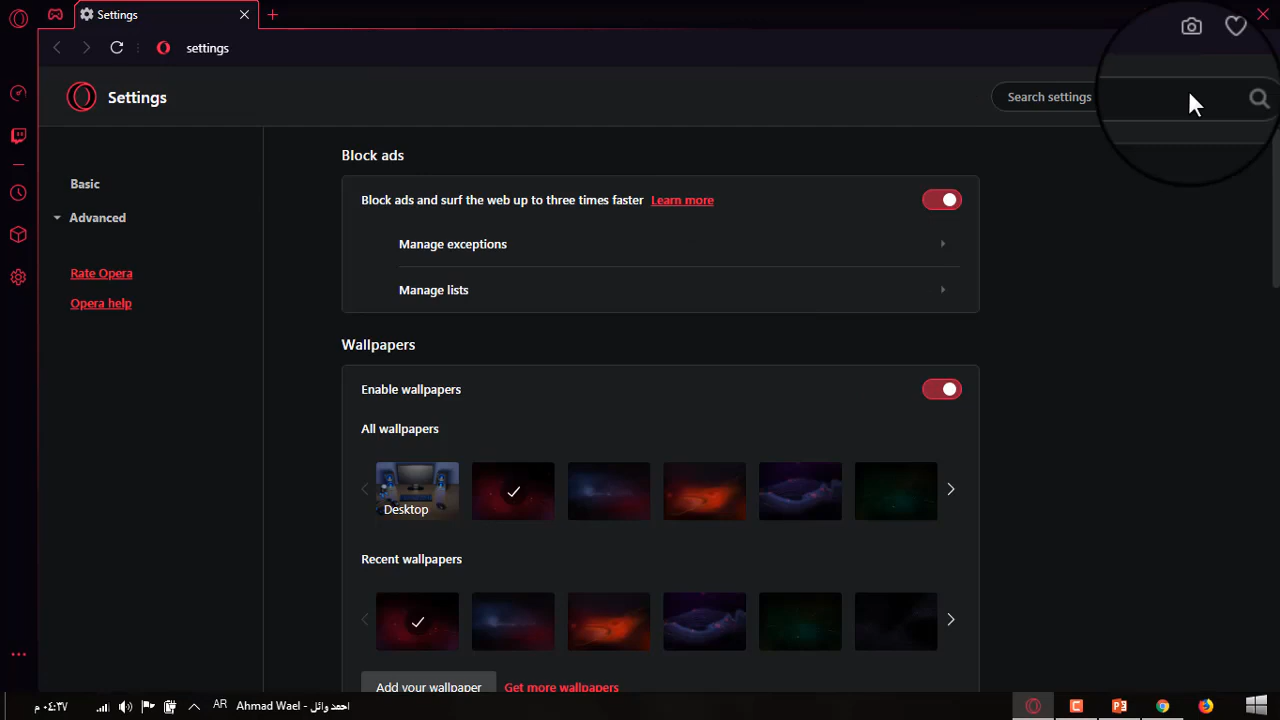 Settings
settings
Settings
Search settings
Basic
Advanced
Rate Opera
Opera help
Block ads
Block ads and surf the web up to three times faster Learn more
Manage exceptions
Manage lists
Wallpapers
Enable wallpapers
All wallpapers
Desktop
Recent wallpapers
Add your wallpaper
Get more wallpapers
٠٤:٣٧ م
AR
Ahmad Wael - احمد وائل